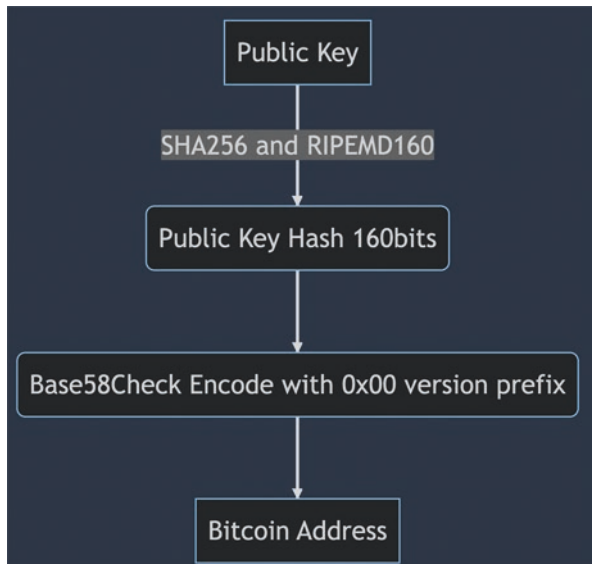 Public Key
SHA256 and RIPEMD160
Public Key Hash 160bits
Base58Check Encode with 0x00 version prefix
Bitcoin Address